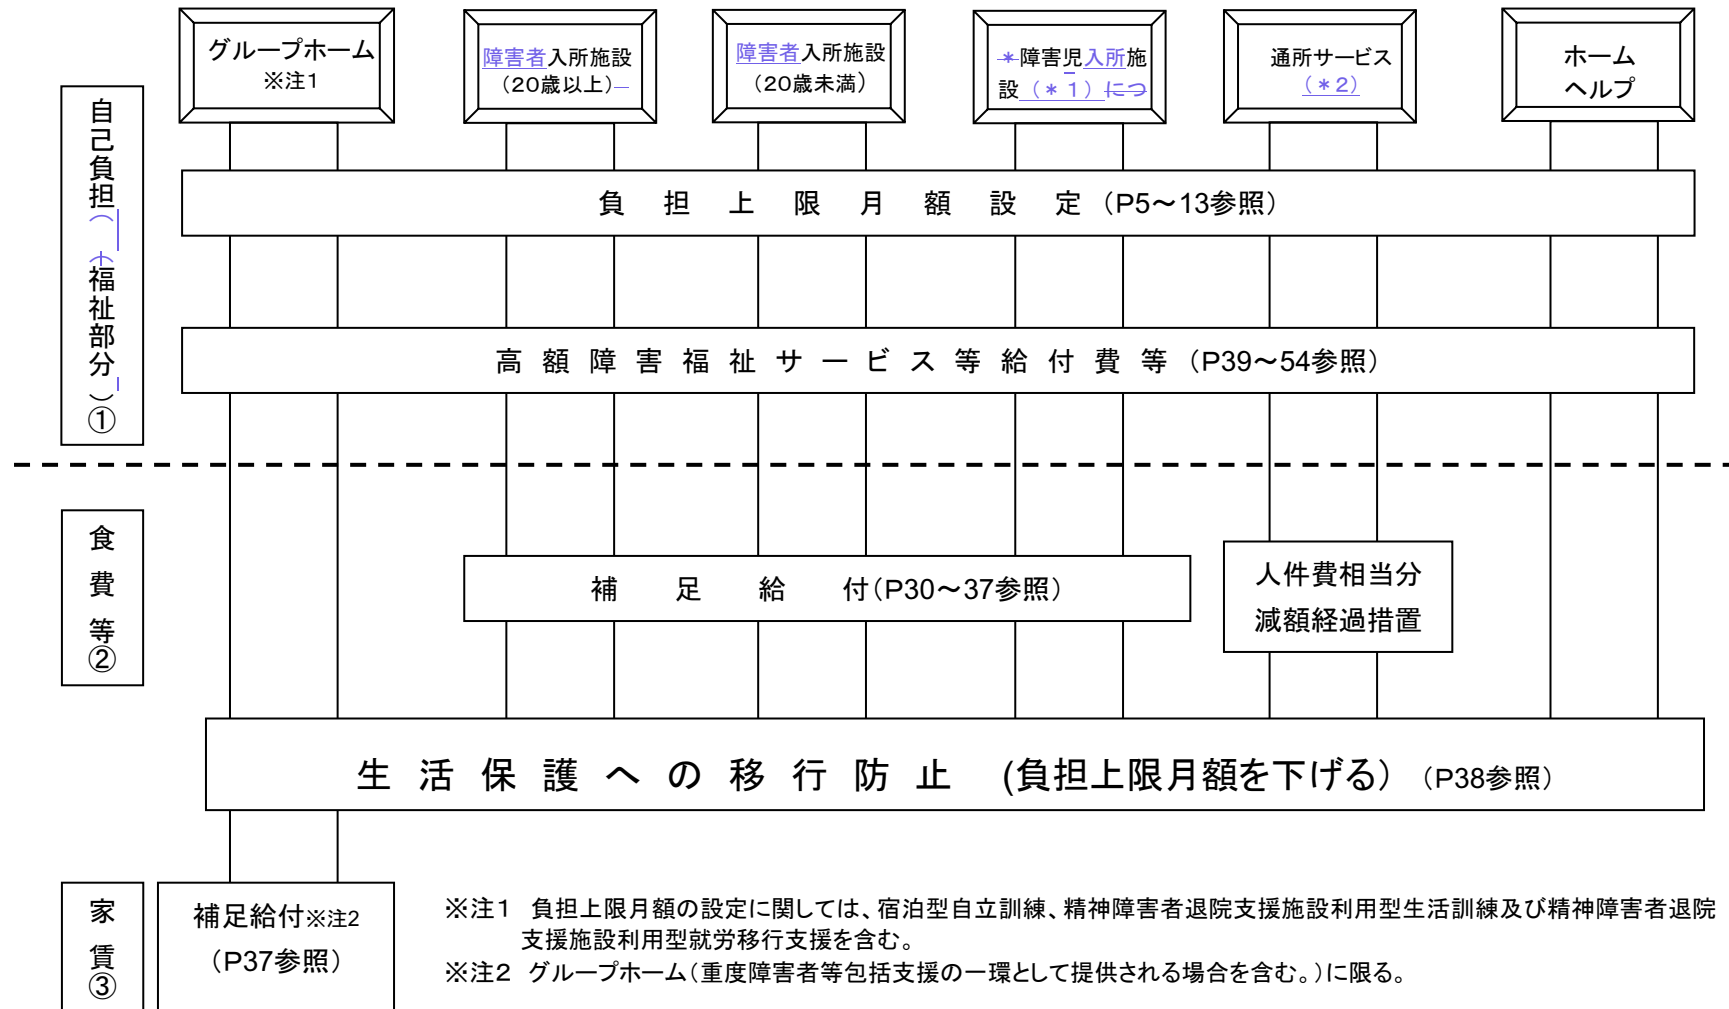 グループホーム
※注1
障害者入所施設
(20歳以上)
障害者入所施設
(20歳未満)
*障害児入所施
設(*1)につ
通所サービス
(*2)
ホーム
ヘルプ
自己負担((福祉部分)①
負担上限月額設定(P5～13参照)
高額障害福祉サービス等給付費等(P39～54参照)
食費等②
補足給付(P30～37参照)
人件費相当分
減額経過措置
生活保護への移行防止 (負担上限月額を下げる) (P38参照)
家賃③
補足給付※注2
(P37参照)
※注1 負担上限月額の設定に関しては、宿泊型自立訓練、精神障害者退院支援施設利用型生活訓練及び精神障害者退院
支援施設利用型就労移行支援を含む。
※注2 グループホーム(重度障害者等包括支援の一環として提供される場合を含む。)に限る。